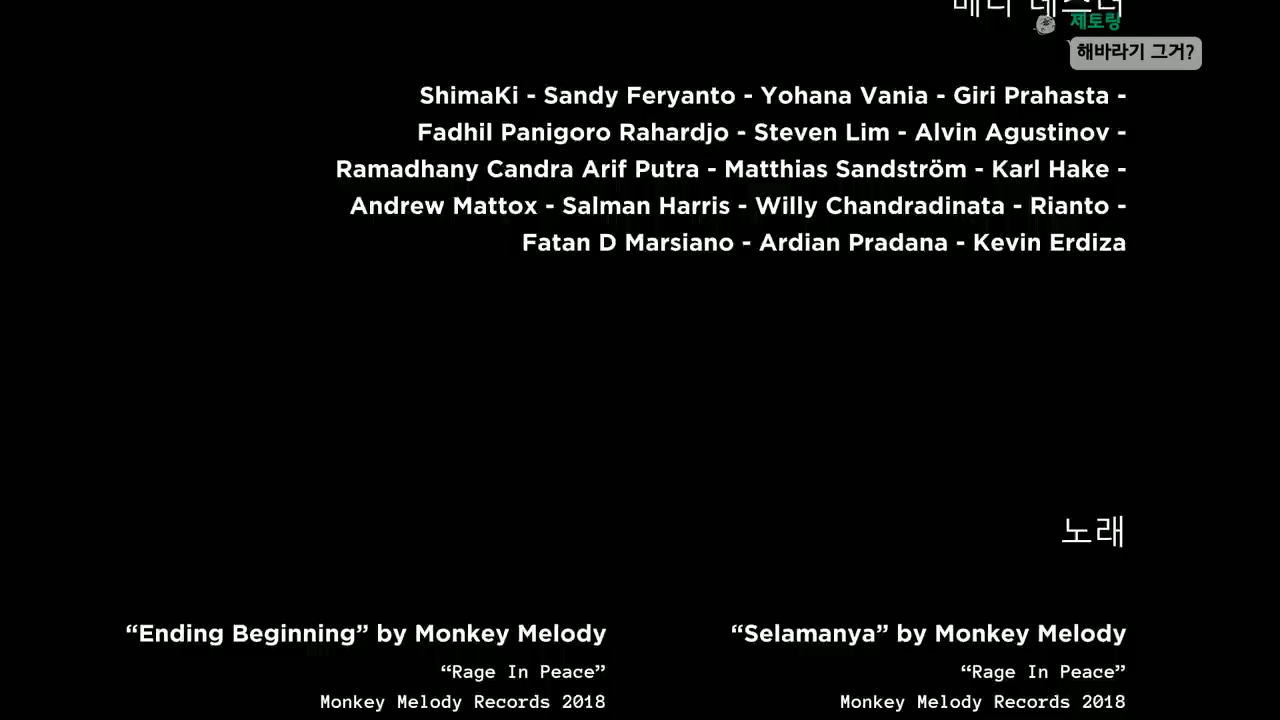 제토랑
해바라기 그거?
ShimaKi - Sandy Feryanto - Yohana Vania - Giri Prahasta -
Fadhil Panigoro Rahardjo - Steven Lim - Alvin Agustinov -
Ramadhany Candra Arif Putra - Matthias Sandström - Karl Hake -
Andrew Mattox - Salman Harris - Willy Chandradinata - Rianto -
Fatan D Marsiano - Ardian Pradana - Kevin Erdiza
노래
“Ending Beginning” by Monkey Melody
“Rage In Peace”
Monkey Melody Records 2018
“Selamanya” by Monkey Melody
“Rage In Peace”
Monkey Melody Records 2018